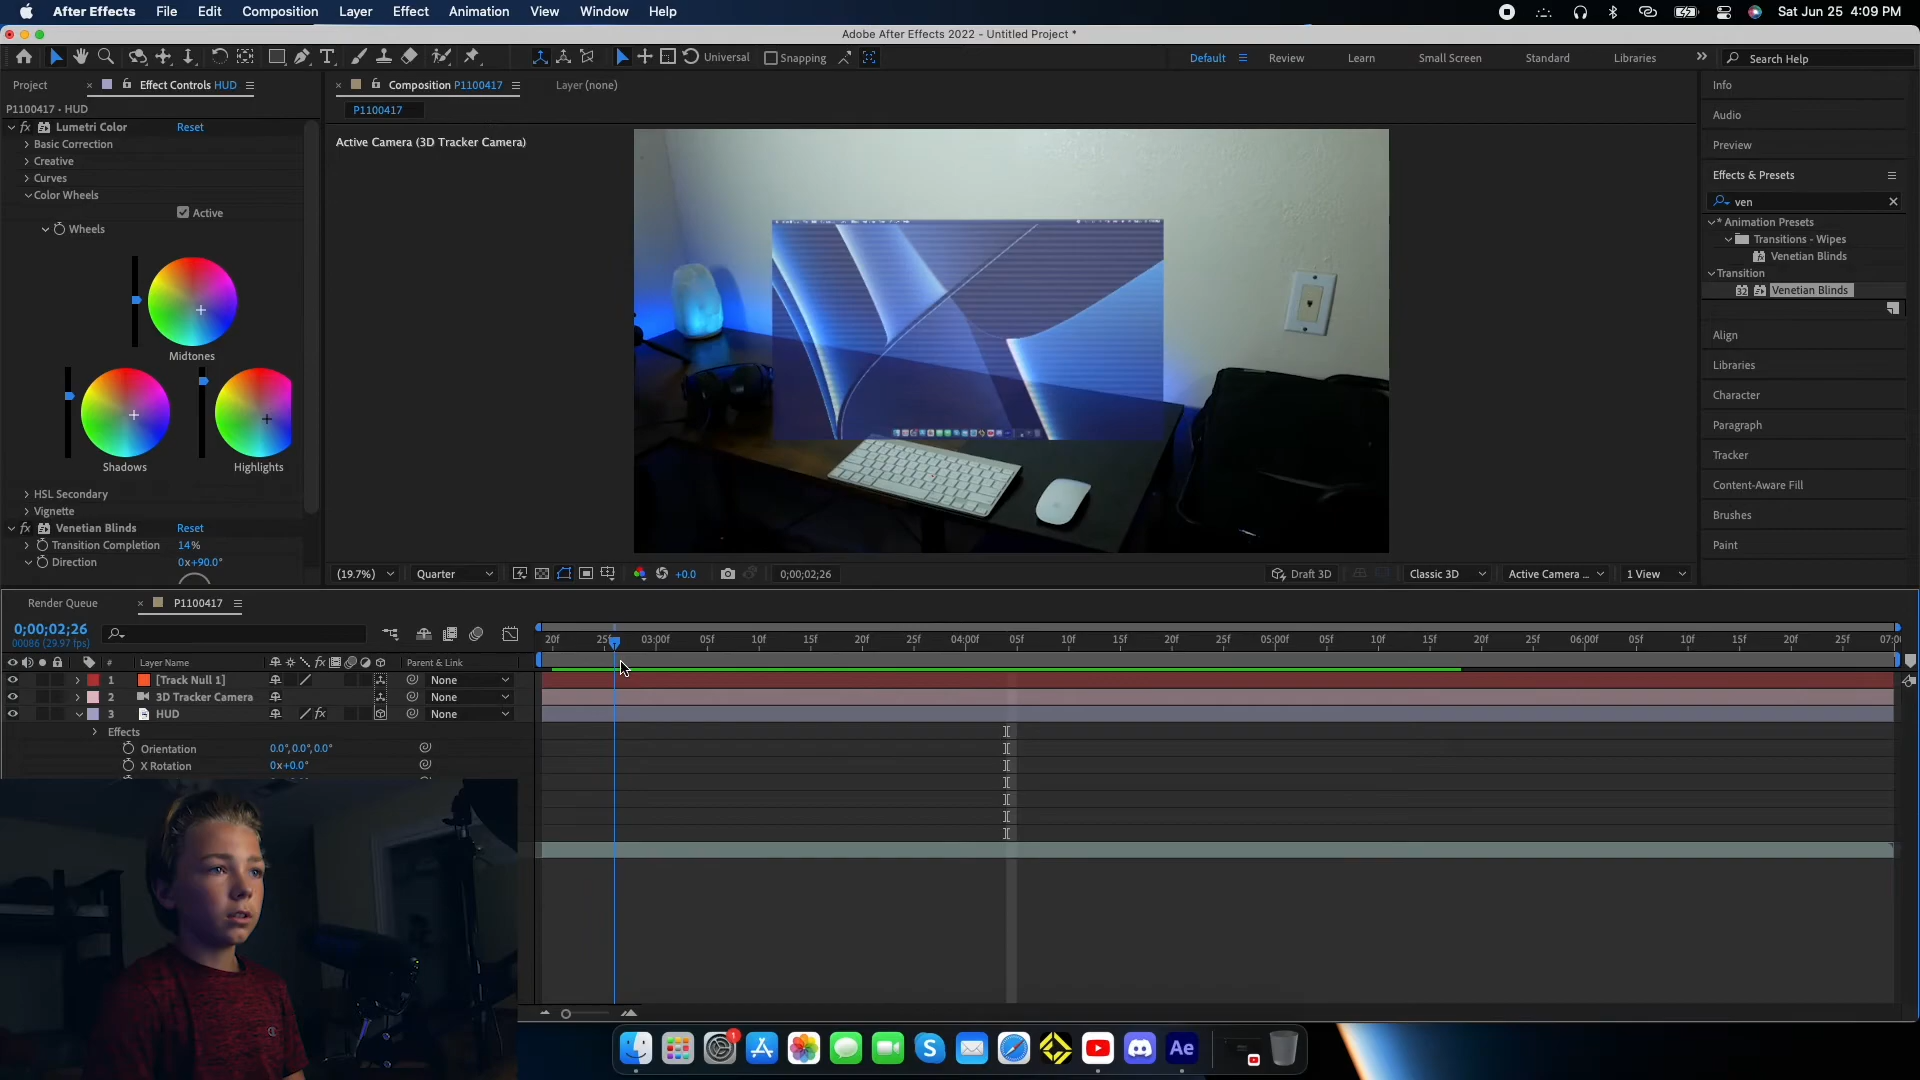 After Effects File Edit Composition Layer Effect Animation View Window Help Sat Jun 25 4:09 PM
Adobe After Effects 2022 - Untitled Project *
Universal Snapping Default Review Learn Small Screen Standard Libraries Search Help
Project Effect Controls HUD Composition P1100417 Layer (none) Info
P1100417 • HUD P1100417
Audio
Lumetri Color Reset
Basic Correction Active Camera (3D Tracker Camera) Preview
Creative
Curves Effects & Presets
Color Wheels ven
Active * Animation Presets
Wheels Transitions - Wipes
Venetian Blinds
Transition
Venetian Blinds
Align
Midtones Libraries
Character
Paragraph
Tracker
Shadows Highlights
Content-Aware Fill
HSL Secondary
Vignette Brushes
Venetian Blinds Reset
Transition Completion 14% Paint
Direction 0x+90.0°
(19.7%) Quarter +0.0 0;00;02;26 Draft 3D Classic 3D Active Camera ... 1 View
Render Queue P1100417
0;00;02;26
00086 (29.97 fps)
20f 25f 03:00f 05f 10f 15f 20f 25f 04:00f 05f 10f 15f 20f 25f 05:00f 05f 10f 15f 20f 25f 06:00f 05f 10f 15f 20f 25f 07:0
# Layer Name Parent & Link
1 [Track Null 1] None
2 3D Tracker Camera None
3 HUD None
Effects
Orientation 0.0°,0.0°,0.0°
X Rotation 0x+0.0°
1
Ae